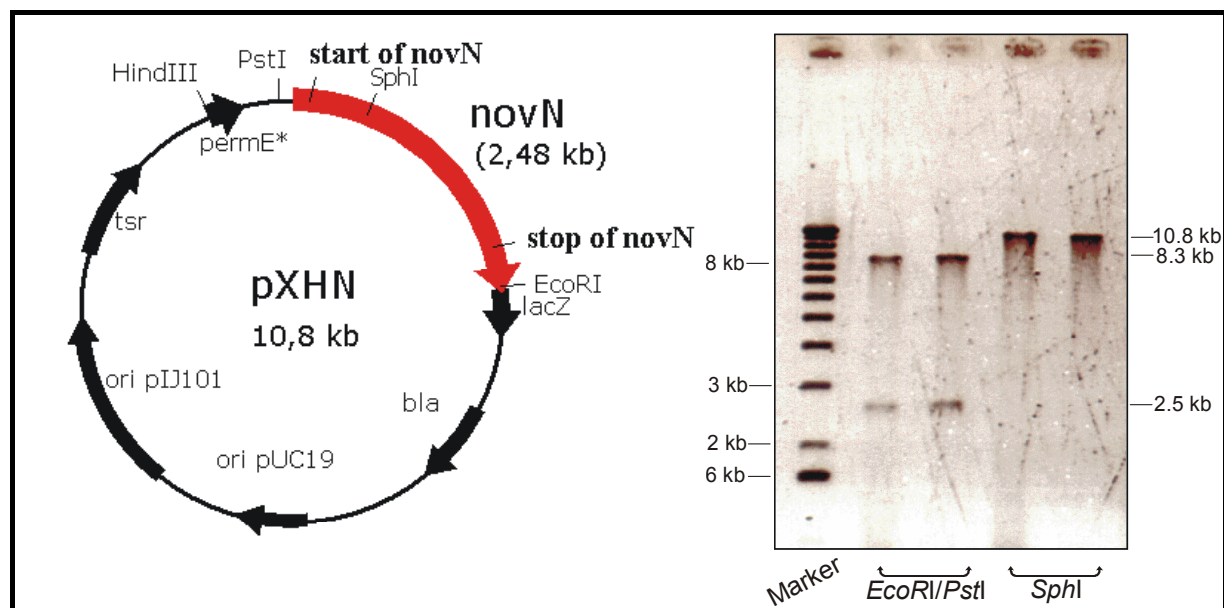 PstI
start of novN
HindIII
SphI
novN
(2,48 kb)
permE*
tsr
stop of novN
EcoRI
lacZ
pXHN
10,8 kb
ori pIJ101
bla
ori pUC19
8 kb
3 kb
2 kb
6 kb
10.8 kb
8.3 kb
2.5 kb
Marker
EcoRI/PstI
SphI